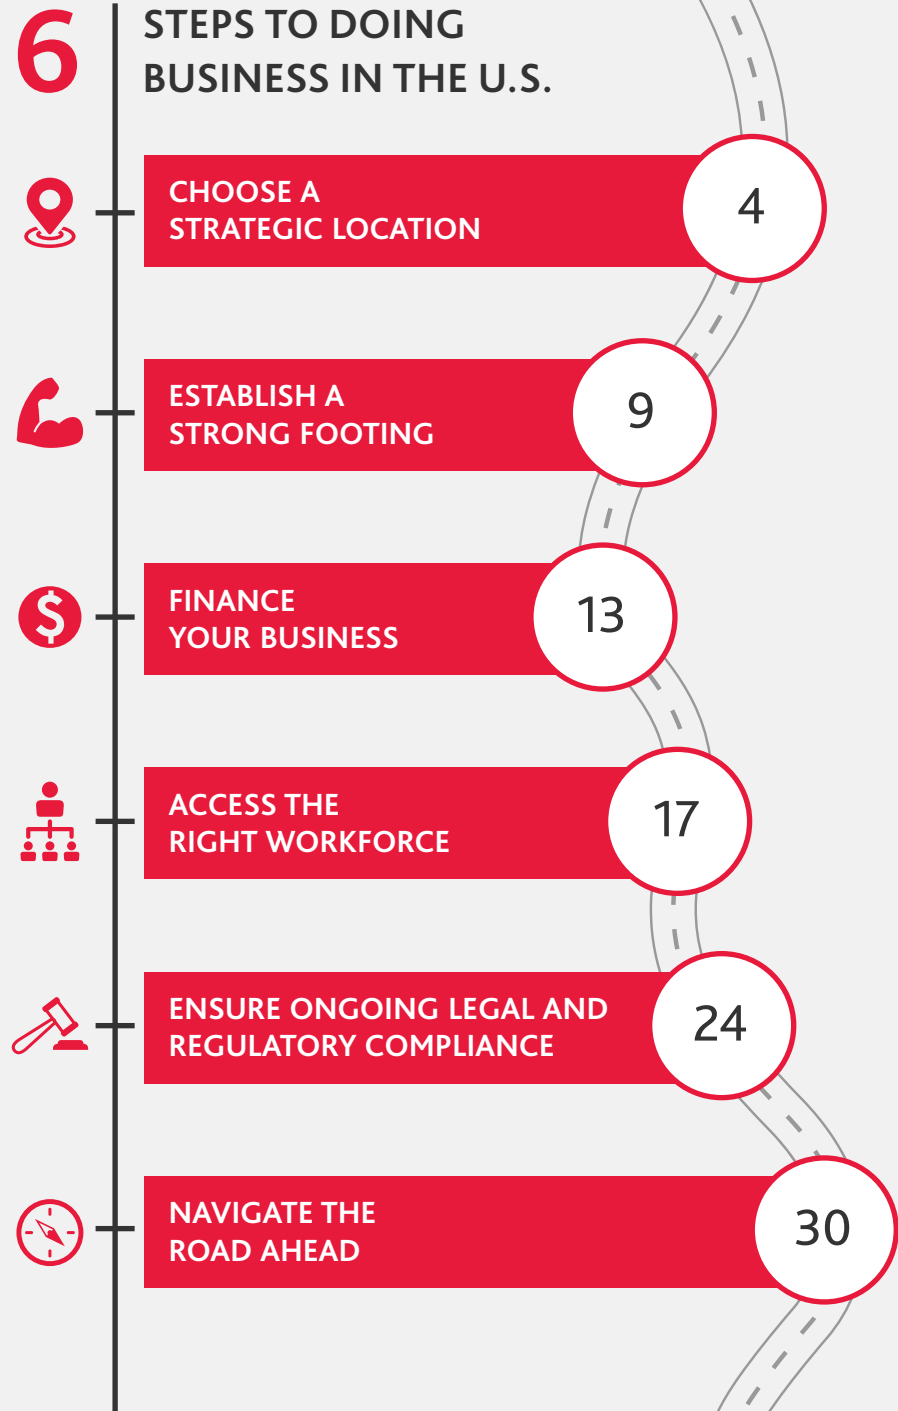 6
STEPS TO DOING
BUSINESS IN THE U.S.
CHOOSE A
STRATEGIC LOCATION
4
ESTABLISH A
STRONG FOOTING
9
FINANCE
YOUR BUSINESS
13
ACCESS THE
RIGHT WORKFORCE
17
ENSURE ONGOING LEGAL AND
REGULATORY COMPLIANCE
24
NAVIGATE THE
ROAD AHEAD
30